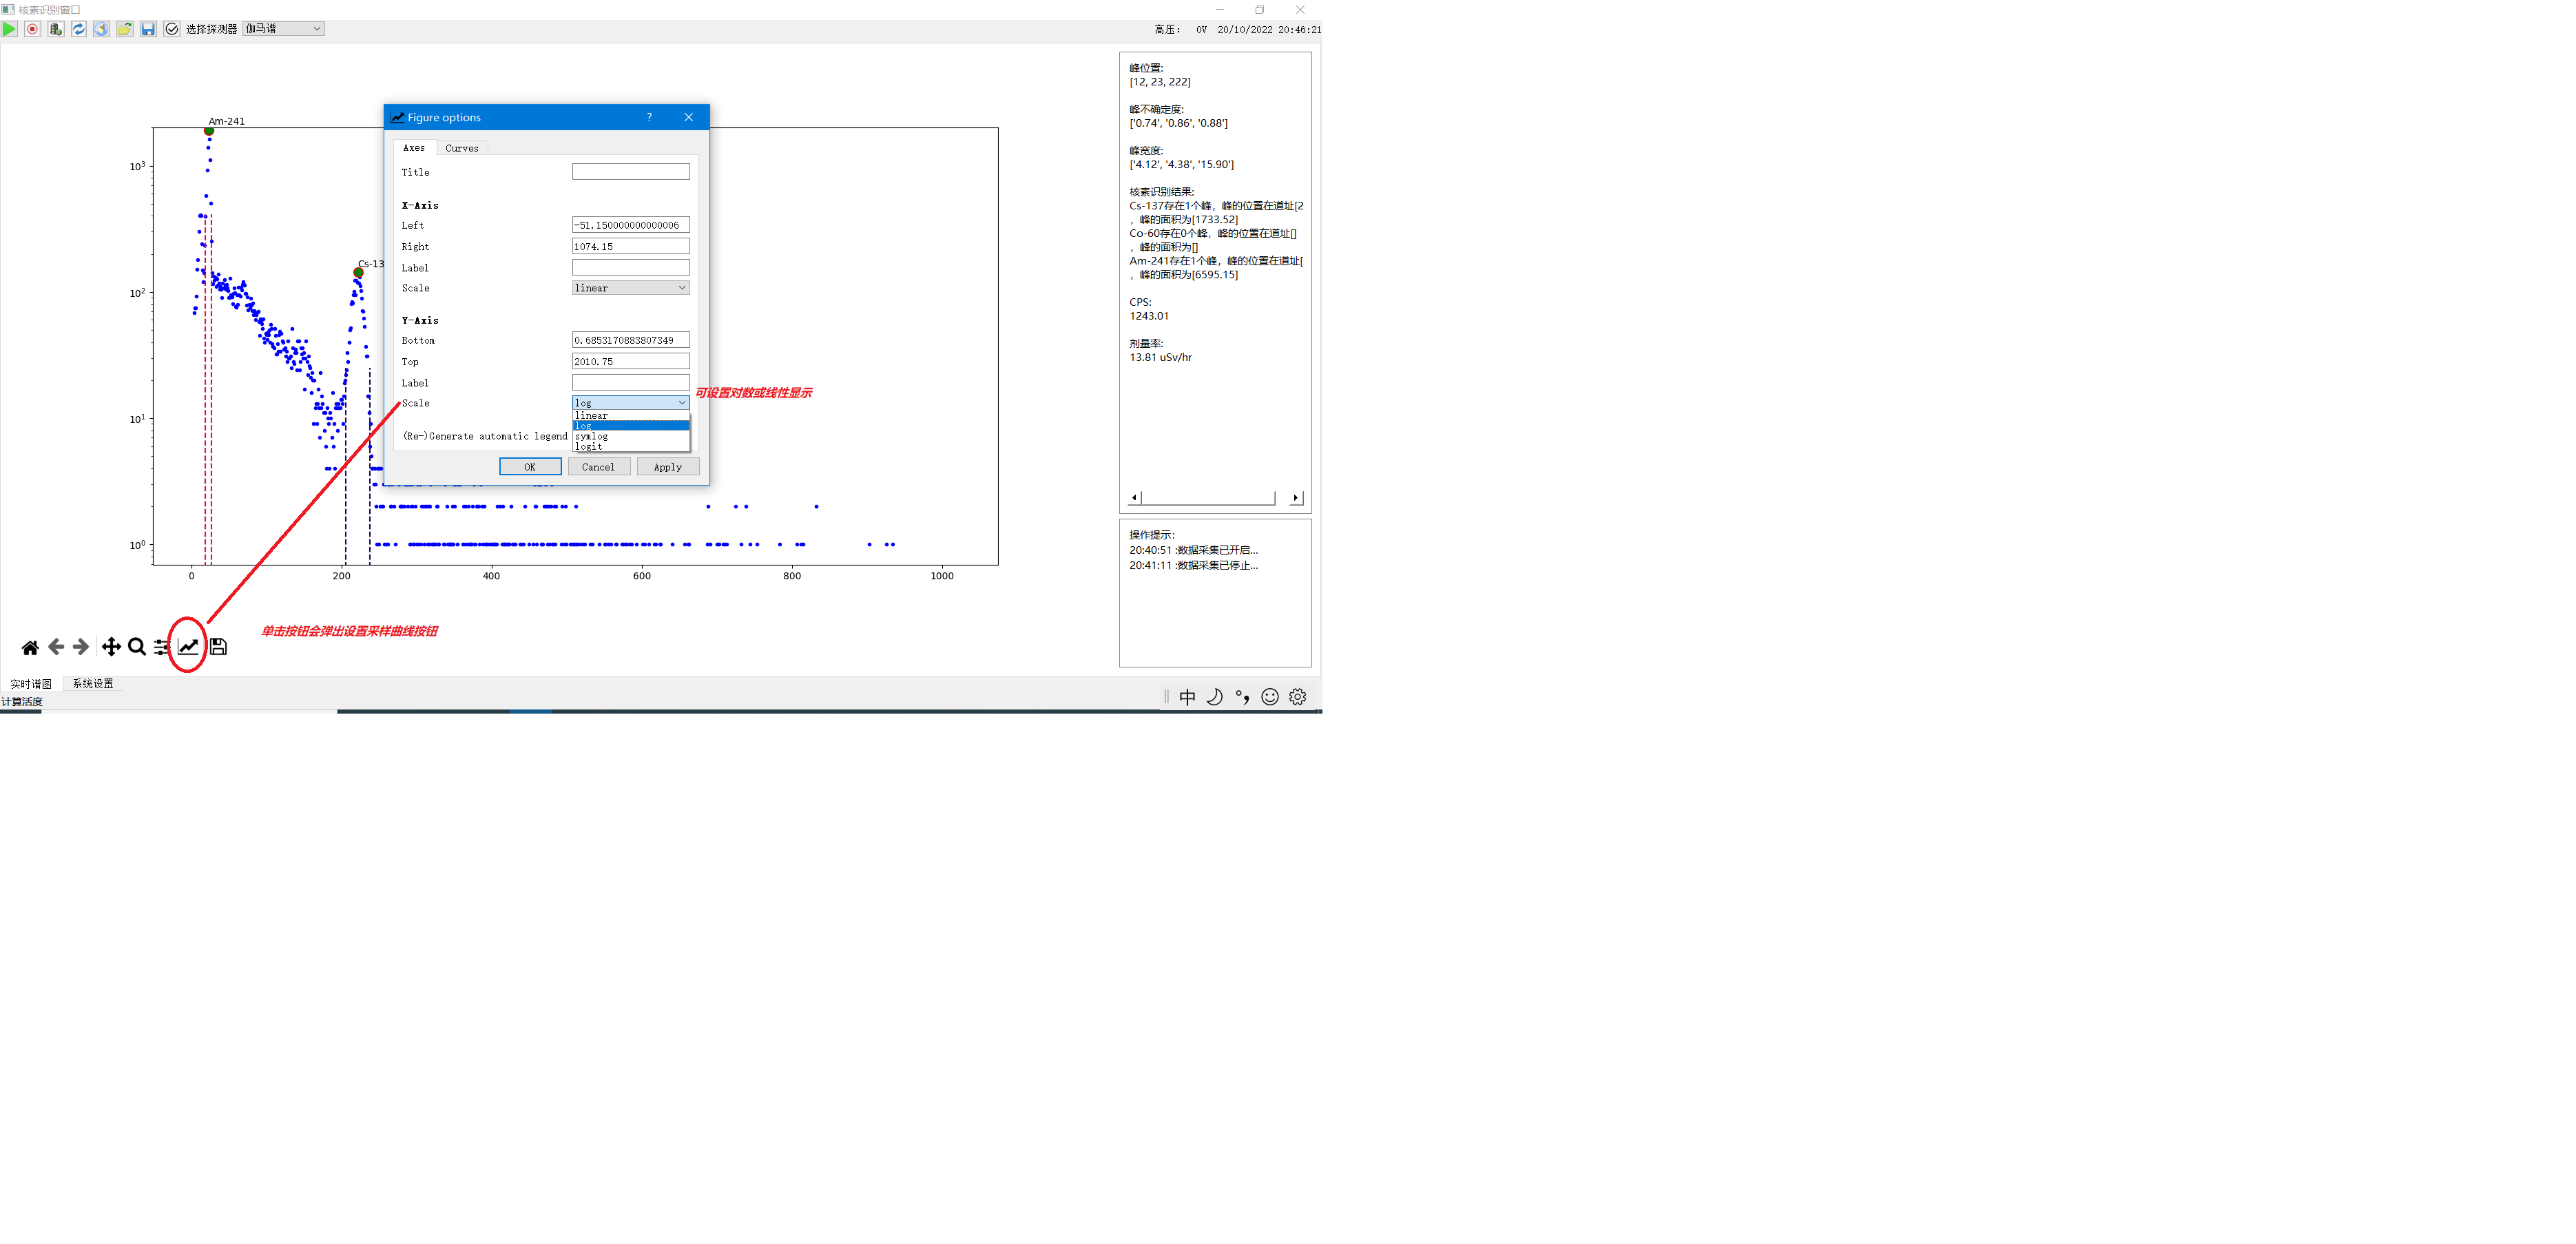 核素识别窗口
选择探测器 伽马谱
高压: 0V 20/10/2022 20:46:21
峰位置:
[12, 23, 222]
峰不确定度:
['0.74', '0.86', '0.88']
峰宽度:
['4.12', '4.38', '15.90']
核素识别结果:
Cs-137存在1个峰，峰的位置在道址[2
，峰的面积为[1733.52]
Co-60存在0个峰，峰的位置在道址[]
，峰的面积为[]
Am-241存在1个峰，峰的位置在道址[
，峰的面积为[6595.15]
CPS:
1243.01
剂量率:
13.81 uSv/hr
操作提示:
20:40:51 :数据采集已开启...
20:41:11 :数据采集已停止...
Am-241
Cs-13
10³
10²
10¹
10⁰
0 200 400 600 800 1000
Figure options ?
Axes Curves
Title
X-Axis
Left -51.150000000000006
Right 1074.15
Label
Scale linear
Y-Axis
Bottom 0.6853170883807349
Top 2010.75
Label
Scale log
linear
log
symlog
logit
(Re-)Generate automatic legend
OK Cancel Apply
可设置对数或线性显示
单击按钮会弹出设置采样曲线按钮
实时谱图 系统设置
计算活度
中